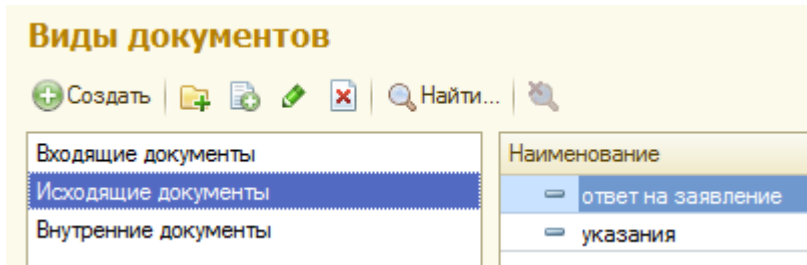 Виды документов
Создать Найти...
Входящие документы
Исходящие документы
Внутренние документы
Наименование
ответ на заявление
указания